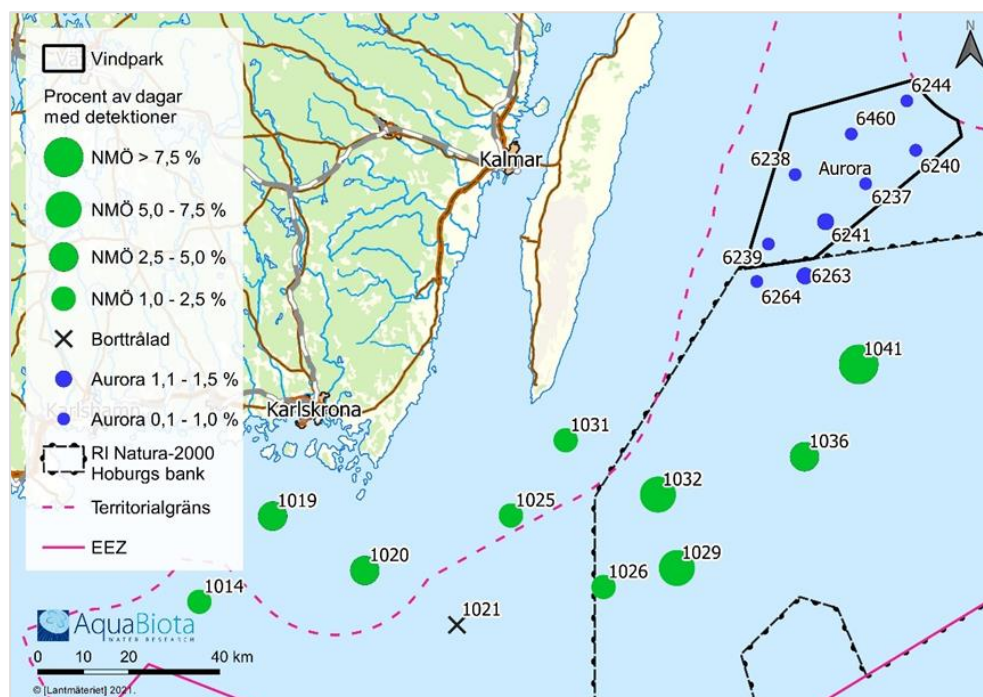 Vindpark
Procent av dagar
med detektioner
NMÖ > 7,5 %
NMÖ 5,0 - 7,5 %
NMÖ 2,5 - 5,0 %
NMÖ 1,0 - 2,5 %
Borttrålad
Aurora 1,1 - 1,5 %
Aurora 0,1 - 1,0 %
RI Natura-2000
Hoburgs bank
Territorialgräns
EEZ
N
Kalmar
Karlskrona
Karlshamn
6244
6460
6238
Aurora
6240
6237
6241
6239
6263
6264
1041
1031
1036
1032
1019
1025
1020
1029
1026
1014
1021
AquaBiota
WATER RESEARCH
0 10 20 40 km
© [Lantmäteriet] 2021.